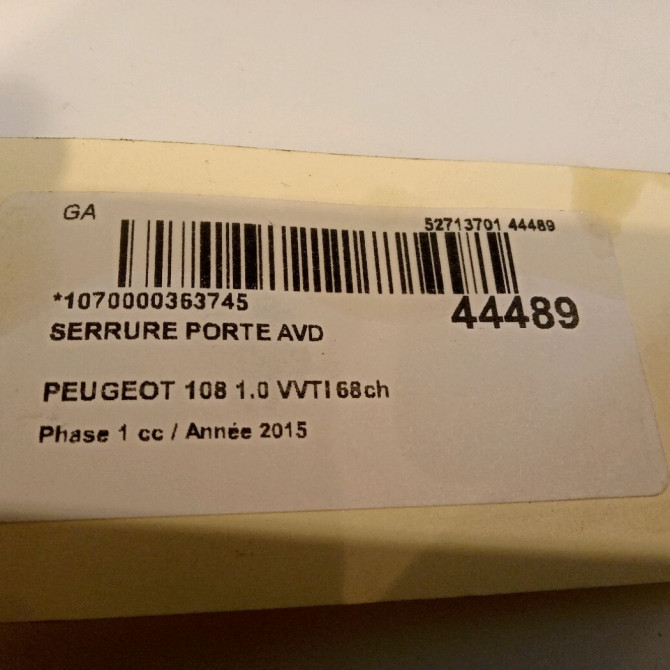 GA
52713701 44489
*1070000363745
44489
SERRURE PORTE AVD
PEUGEOT 108 1.0 VVTI 68ch
Phase 1 cc / Année 2015